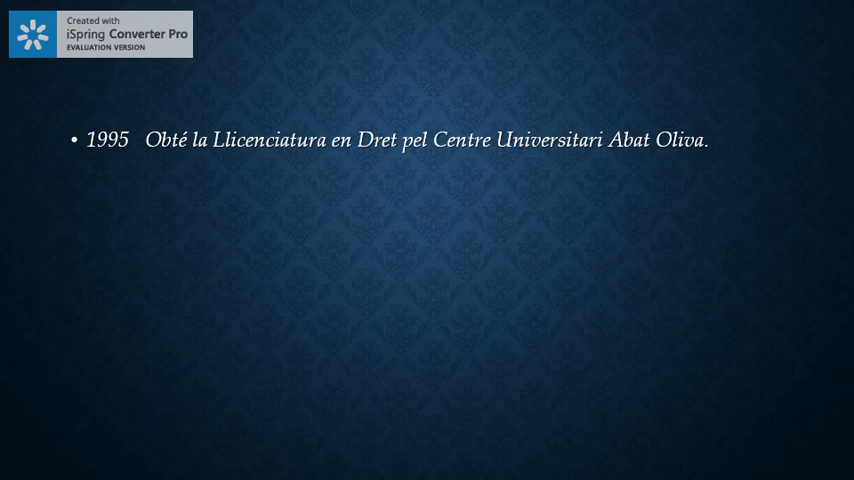 Created with
iSpring Converter Pro
EVALUATION VERSION
• 1995 Obté la Llicenciatura en Dret pel Centre Universitari Abat Oliva.